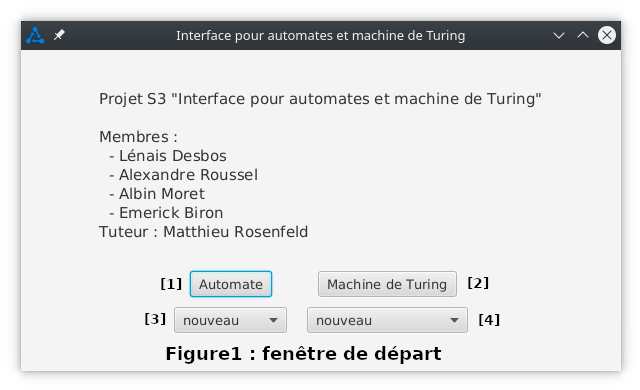 Interface pour automates et machine de Turing
Projet S3 "Interface pour automates et machine de Turing"
Membres :
- Lénais Desbos
- Alexandre Roussel
- Albin Moret
- Emerick Biron
Tuteur : Matthieu Rosenfeld
[1] Automate Machine de Turing [2]
[3] nouveau nouveau [4]
Figure1 : fenêtre de départ